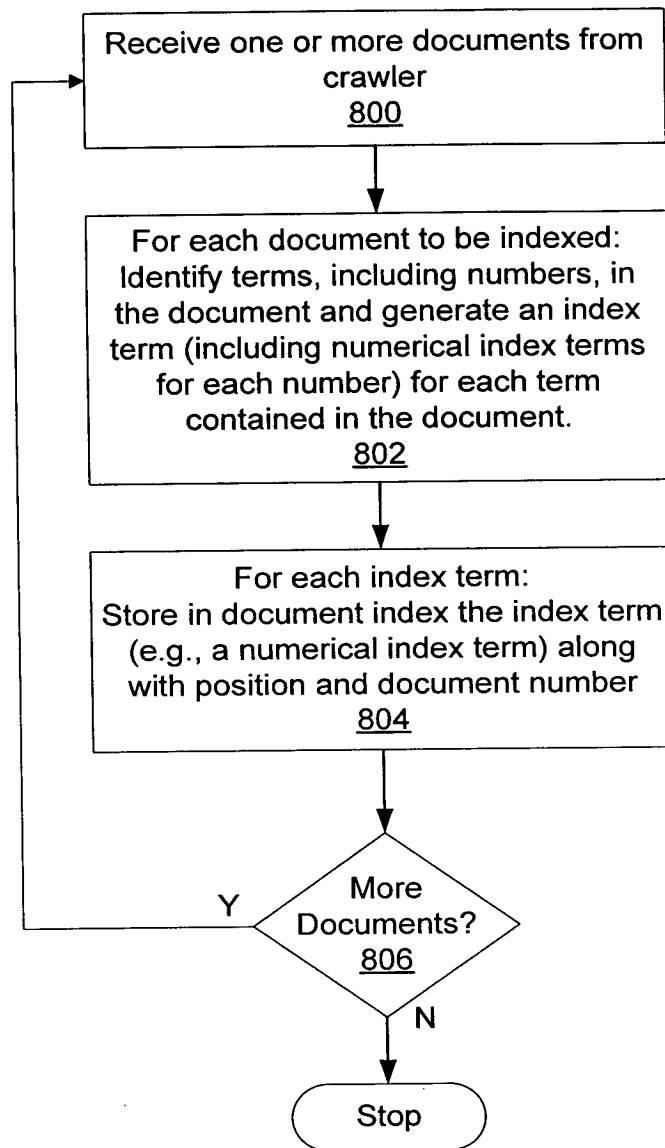 Receive one or more documents from
crawler
800
For each document to be indexed:
Identify terms, including numbers, in
the document and generate an index
term (including numerical index terms
for each number) for each term
contained in the document.
802
For each index term:
Store in document index the index term
(e.g., a numerical index term) along
with position and document number
804
More
Documents?
806
Y
N
Stop